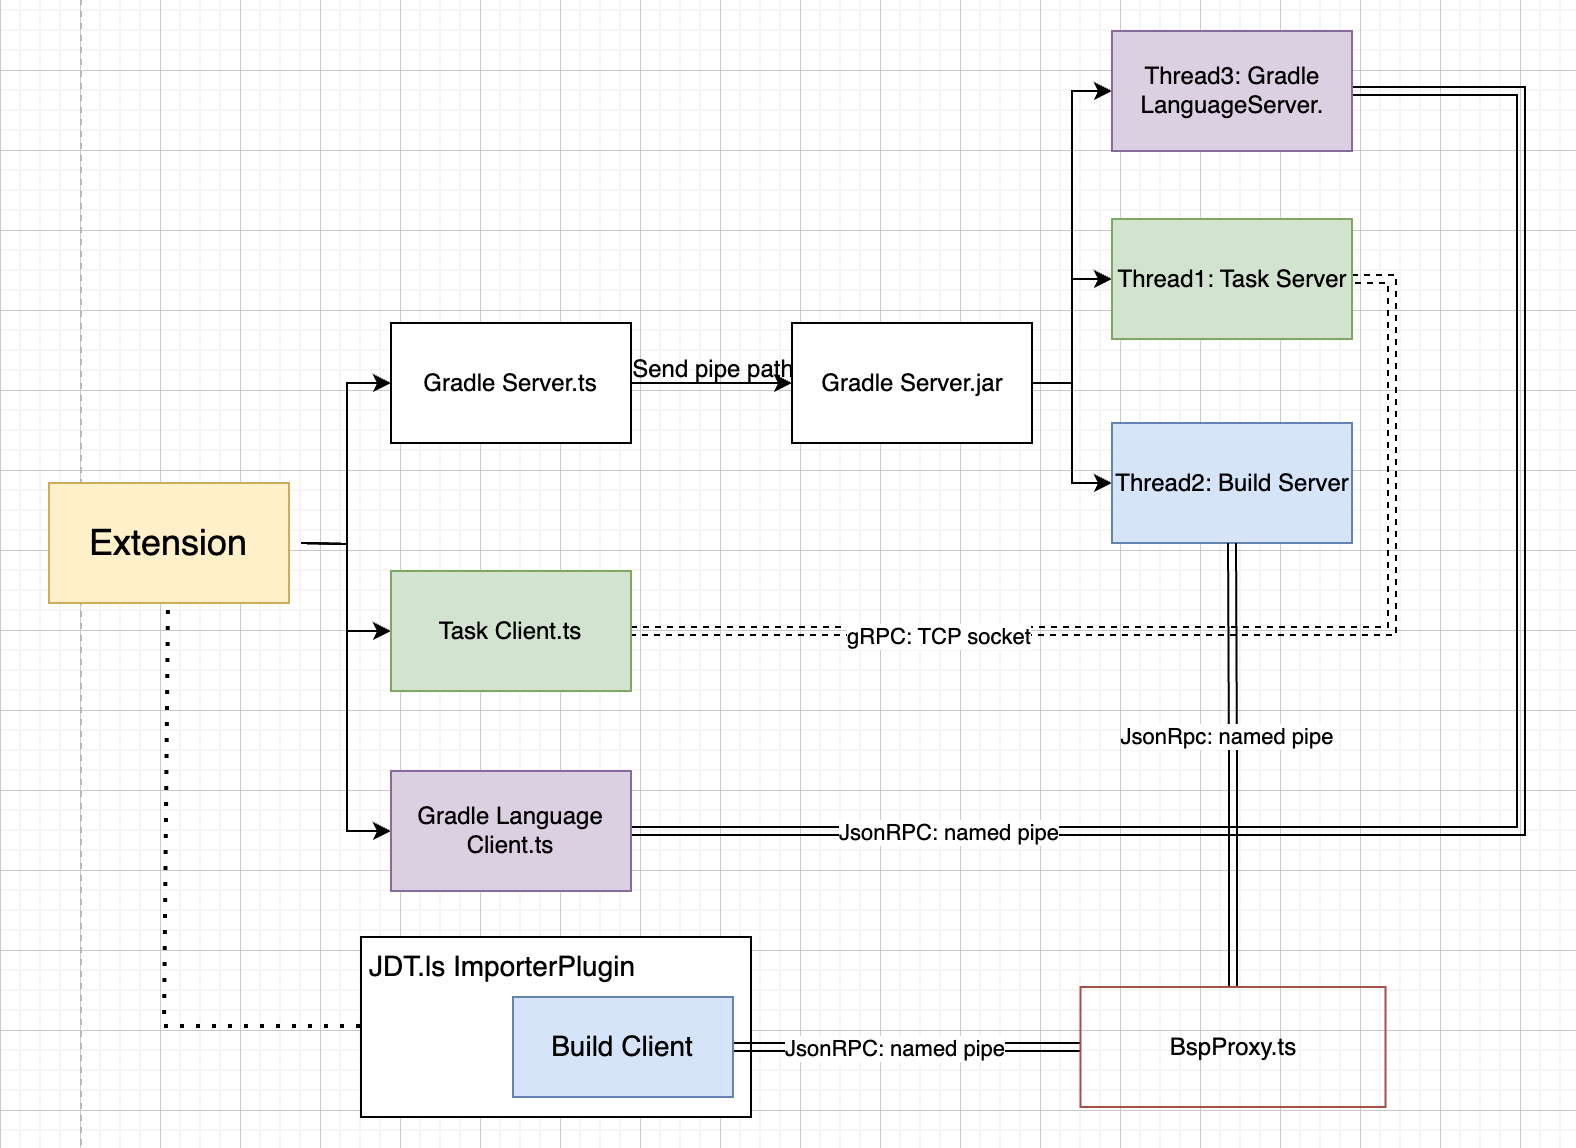 Thread3: Gradle
LanguageServer.
Thread1: Task Server
Send pipe path
Gradle Server.ts
Gradle Server.jar
Thread2: Build Server
Extension
Task Client.ts
gRPC: TCP socket
JsonRpc: named pipe
Gradle Language
Client.ts
JsonRPC: named pipe
JDT.ls ImporterPlugin
Build Client
JsonRPC: named pipe
BspProxy.ts